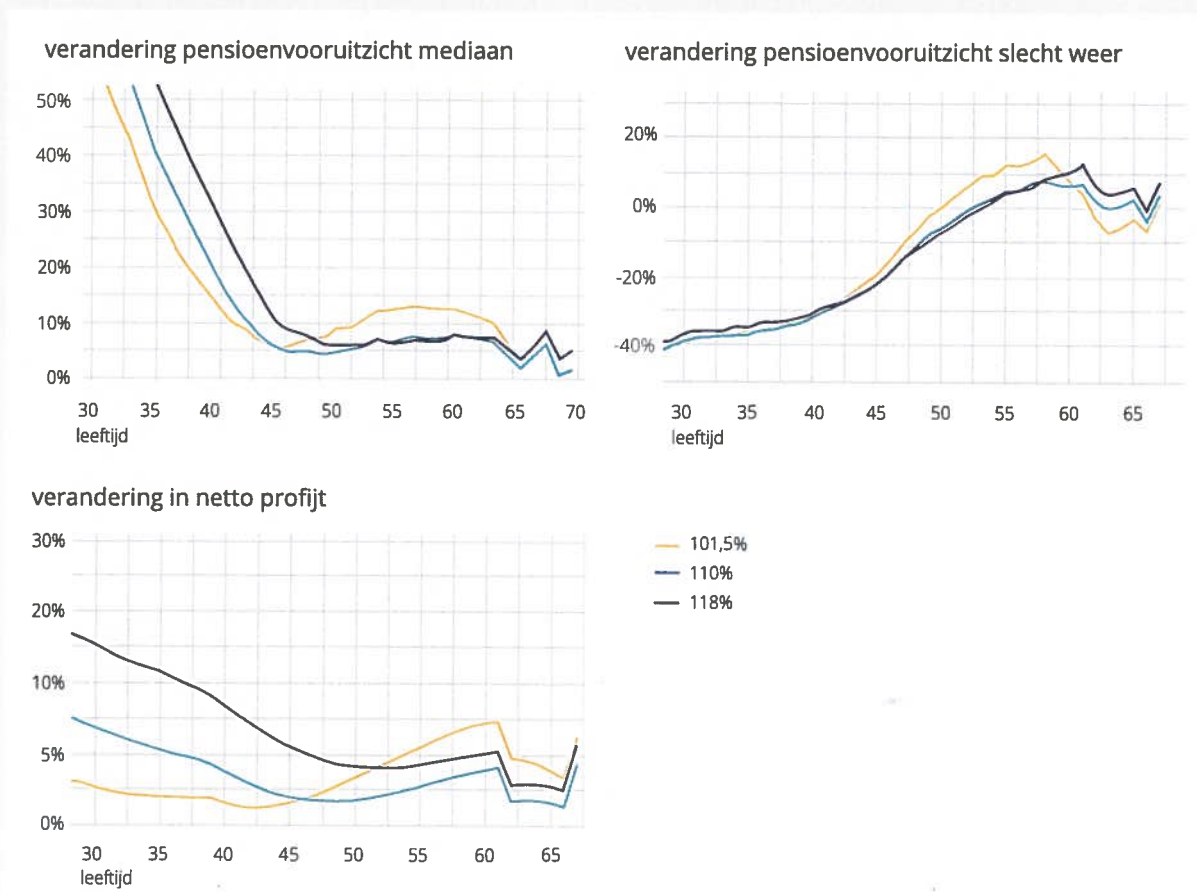 verandering pensioenvooruitzicht mediaan
50%
40%
30%
20%
10%
0%
30 35 40 45 50 55 60 65 70
leeftijd
verandering pensioenvooruitzicht slecht weer
20%
0%
-20%
-40%
30 35 40 45 50 55 60 65
leeftijd
verandering in netto profijt
30%
20%
10%
5%
0%
30 35 40 45 50 55 60 65
leeftijd
101,5%
110%
118%